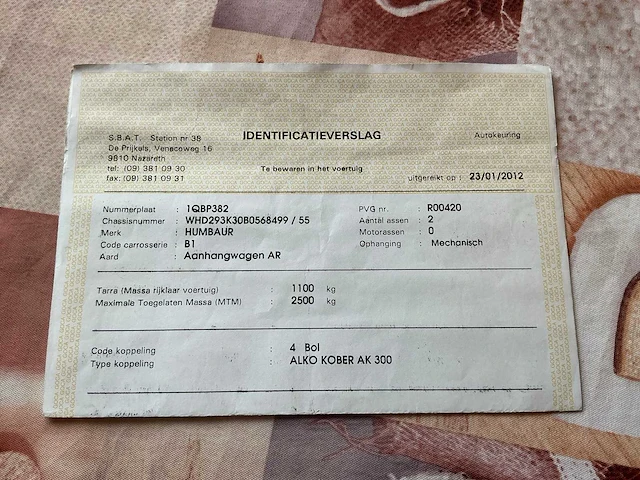 S.B.A.T. Station nr 38
IDENTIFICATIEVERSLAG
Autokeuring
De Prijkels, Venecoweg 16
9810 Nazareth
tel: (09) 381 09 30
Te bewaren in het voertuig
fax: (09) 381 09 31
uitgereikt op : 23/01/2012
Nummerplaat : 1QBP382
PVG nr. : R00420
Chassisnummer : WHD293K30B0568499 / 55
Aantal assen : 2
Merk : HUMBAUR
Motorassen : 0
Code carrosserie : B1
Ophanging : Mechanisch
Aard : Aanhangwagen AR
Tarra (Massa rijklaar voertuig) : 1100 kg
Maximale Toegelaten Massa (MTM) : 2500 kg
Code koppeling : 4 Bol
Type koppeling : ALKO KOBER AK 300